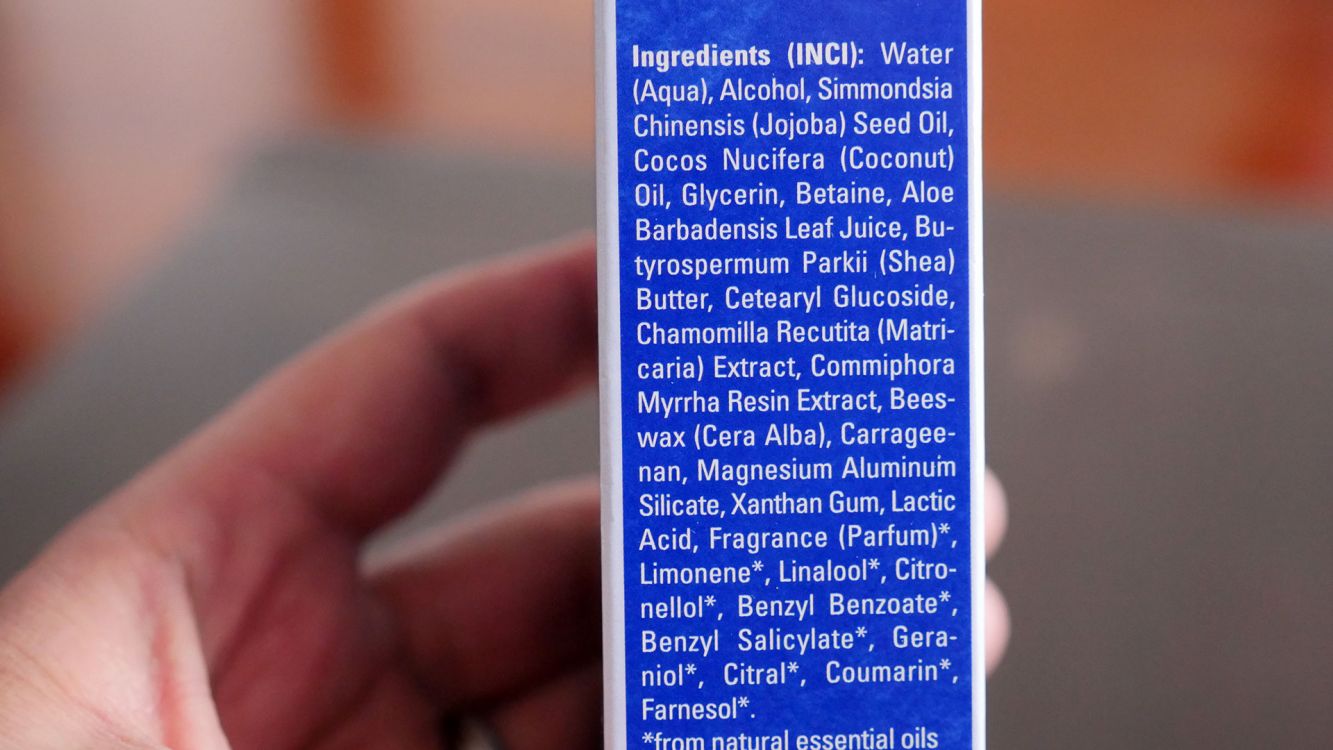 Ingredients (INCI): Water
(Aqua), Alcohol, Simmondsia
Chinensis (Jojoba) Seed Oil,
Cocos Nucifera (Coconut)
Oil, Glycerin, Betaine, Aloe
Barbadensis Leaf Juice, Bu-
tyrospermum Parkii (Shea)
Butter, Cetearyl Glucoside,
Chamomilla Recutita (Matri-
caria) Extract, Commiphora
Myrrha Resin Extract, Bees-
wax (Cera Alba), Carragee-
nan, Magnesium Aluminum
Silicate, Xanthan Gum, Lactic
Acid, Fragrance (Parfum)*,
Limonene*, Linalool*, Citro-
nellol*, Benzyl Benzoate*,
Benzyl Salicylate*, Gera-
niol*, Citral*, Coumarin*,
Farnesol*.
*from natural essential oils